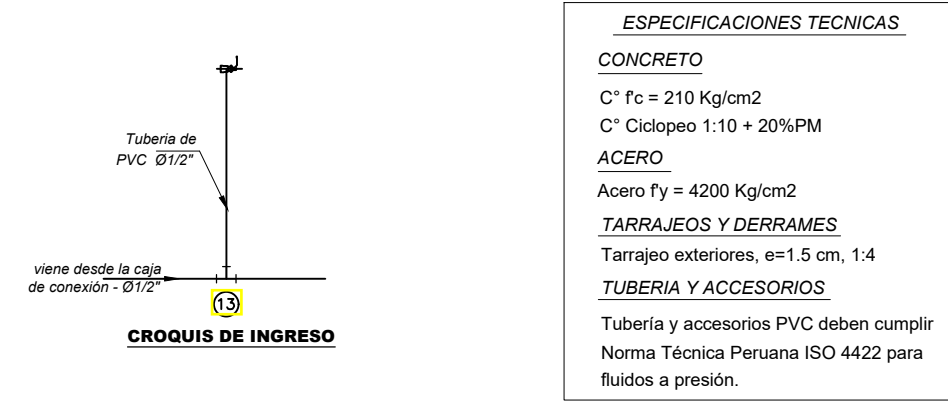 Tuberia de
PVC Ø1/2"
viene desde la caja
de conexión - Ø1/2"
13
CROQUIS DE INGRESO
ESPECIFICACIONES TECNICAS
CONCRETO
C° f'c = 210 Kg/cm2
C° Ciclopeo 1:10 + 20%PM
ACERO
Acero f'y = 4200 Kg/cm2
TARRAJEOS Y DERRAMES
Tarrajeo exteriores, e=1.5 cm, 1:4
TUBERIA Y ACCESORIOS
Tubería y accesorios PVC deben cumplir
Norma Técnica Peruana ISO 4422 para
fluidos a presión.